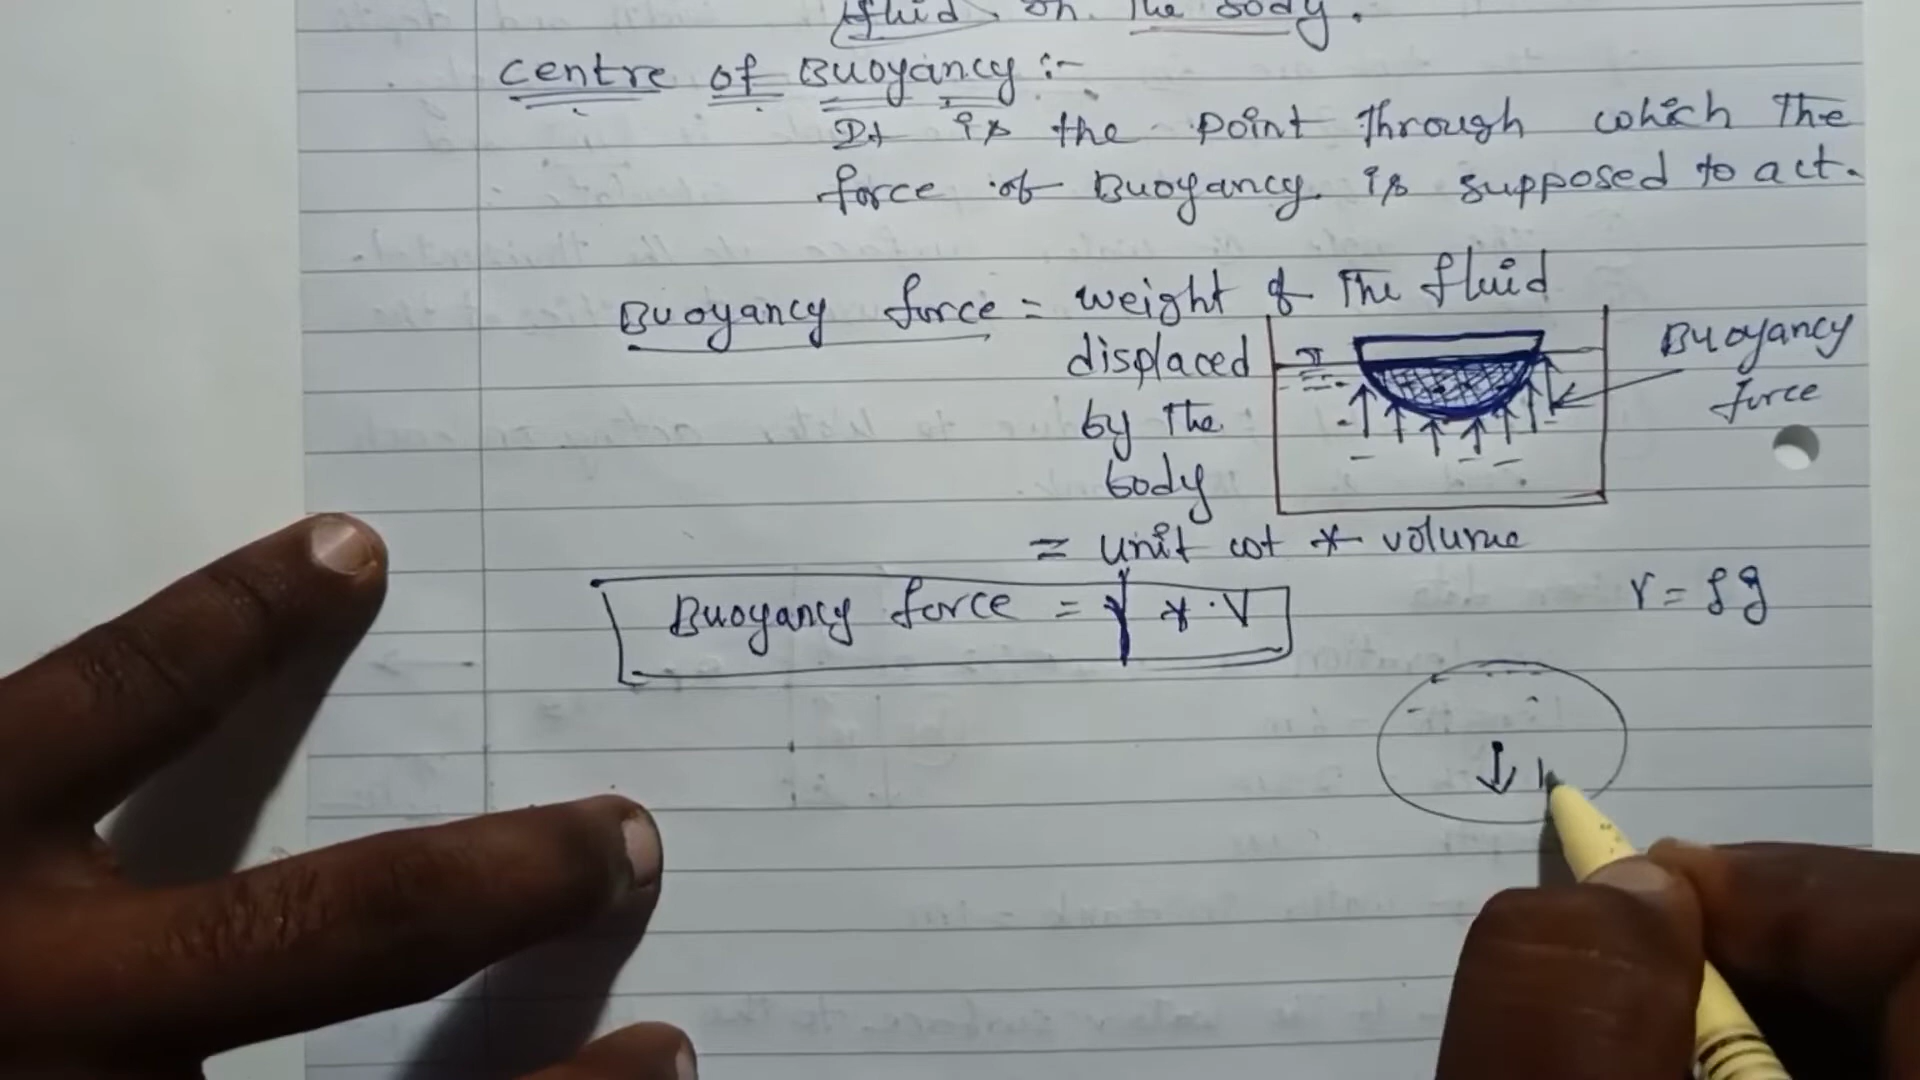 fluid on the body.
Centre of Buoyancy :-
It is the point through which the
force of Buoyancy is supposed to act.
Buoyancy force = weight of the fluid
displaced
by the
body
Buoyancy
force
= unit wt * volume
Buoyancy force = γ * V
γ = ρg